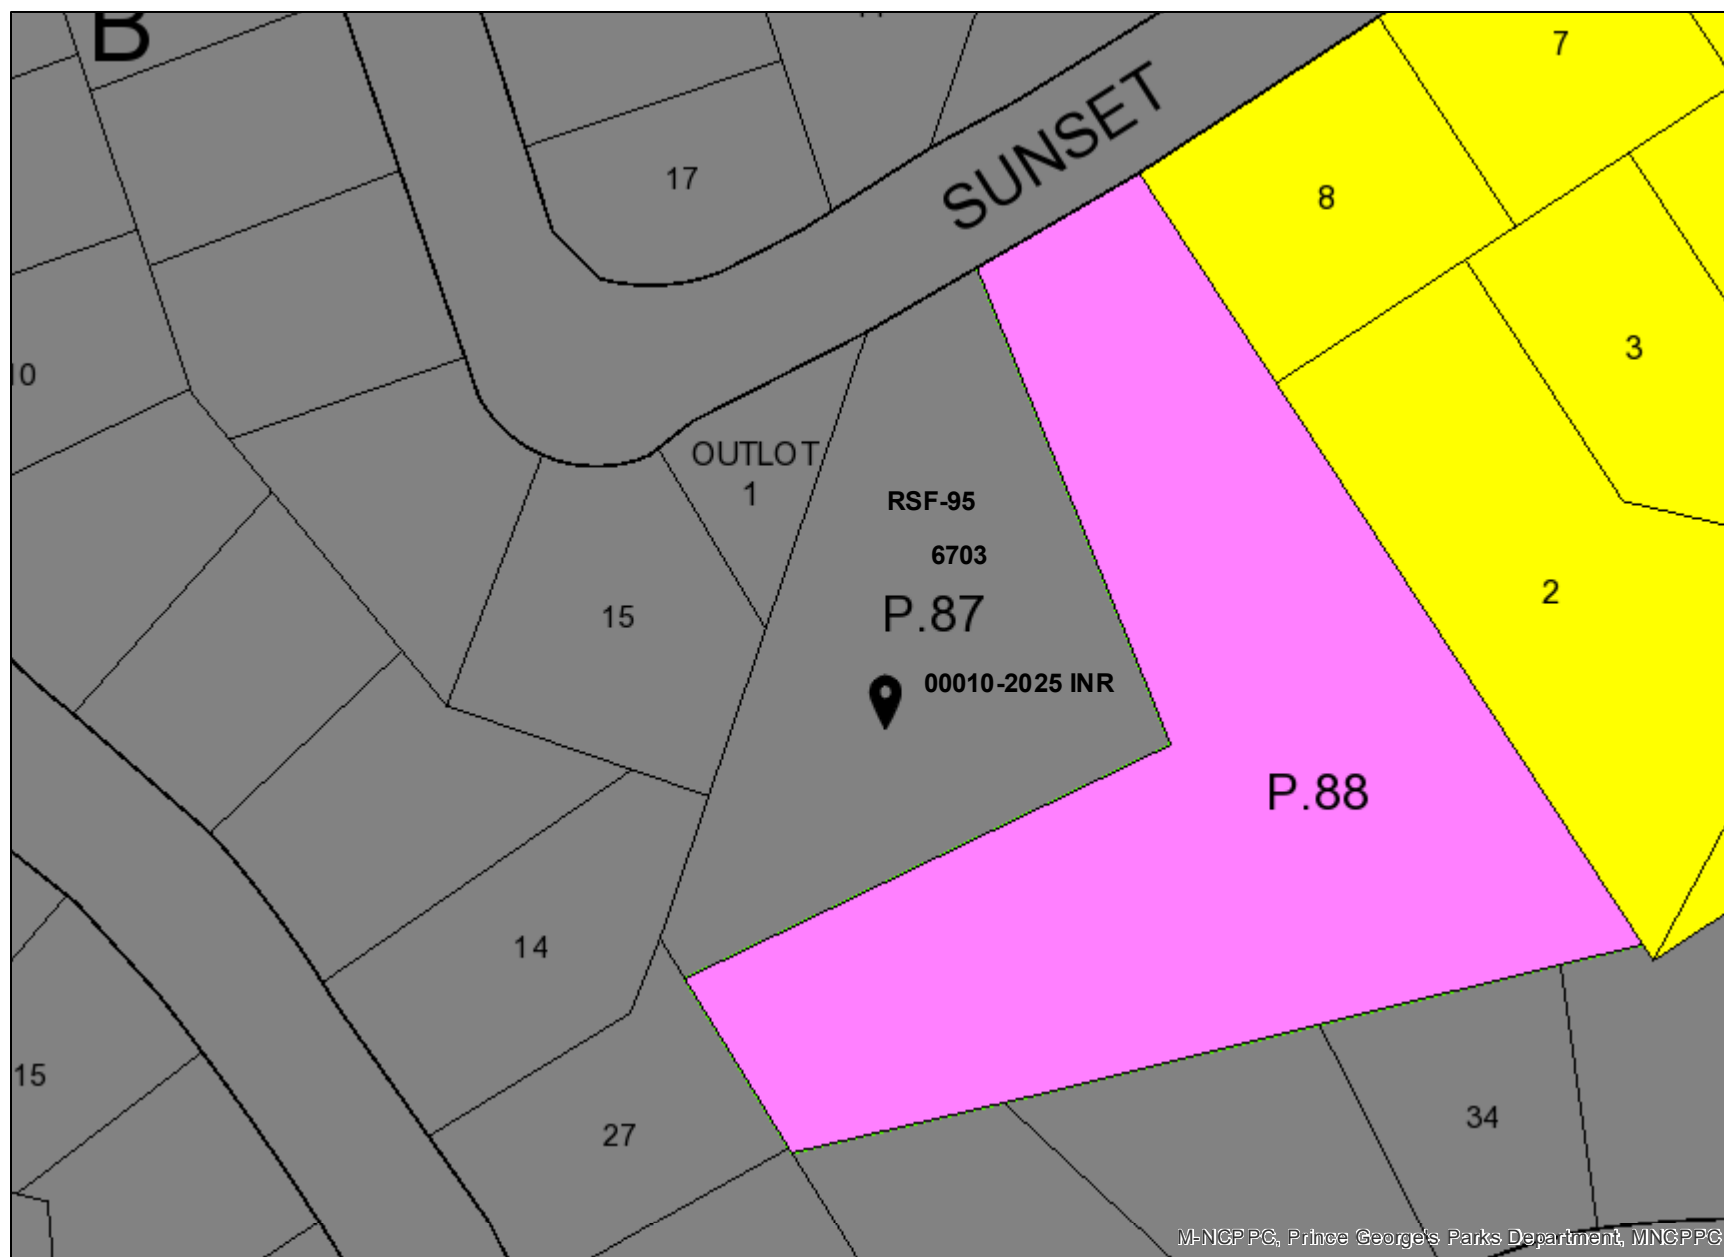 B
7
17
SUNSET
8
3
10
OUTLOT
1
RSF-95
6703
P.87
2
15
00010-2025 INR
P.88
14
15
27
34
M-NCPPC, Prince George's Parks Department, MNCPPC